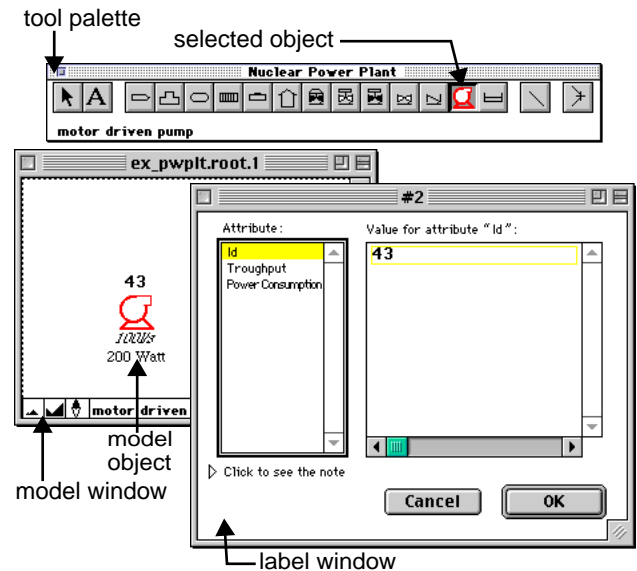 tool palette
selected object
Nuclear Power Plant
A
motor driven pump
ex_pwplt.root.1
43
100l/s
200 Watt
motor driven
model
object
model window
#2
Attribute:
Value for attribute "Id":
Id
Troughput
Power Consumption
43
Click to see the note
Cancel
OK
label window